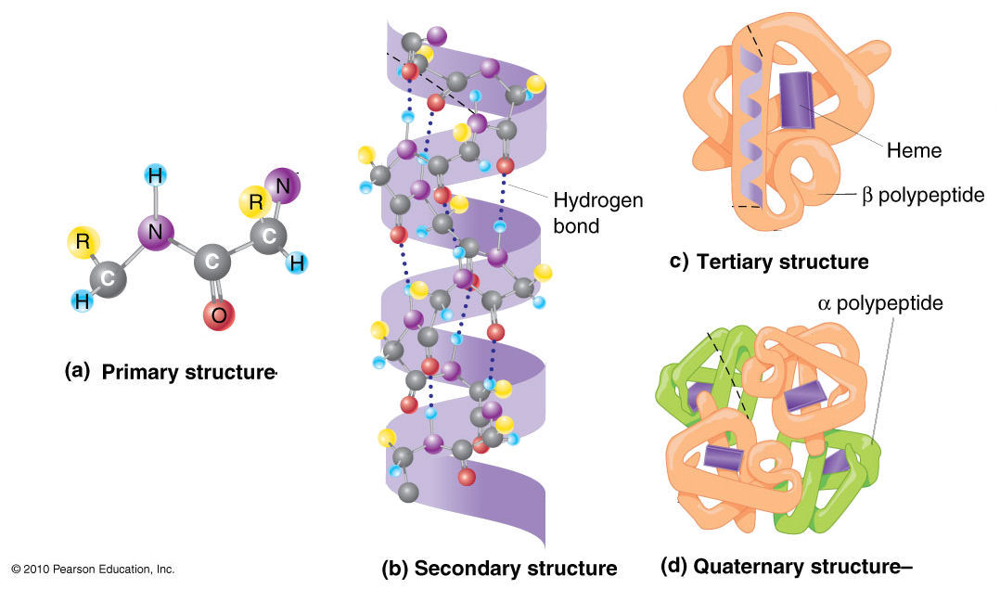 H
N
R
N
R
C
C
C
H
H
O
(a) Primary structure
Hydrogen
bond
(b) Secondary structure
Heme
β polypeptide
c) Tertiary structure
α polypeptide
(d) Quaternary structure–
© 2010 Pearson Education, Inc.